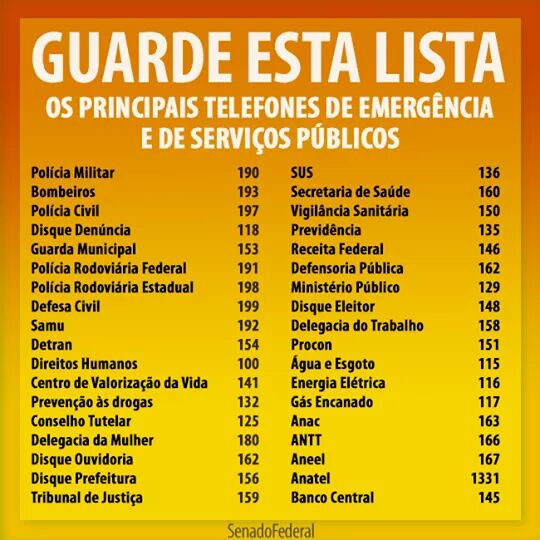 GUARDE ESTA LISTA
OS PRINCIPAIS TELEFONES DE EMERGÊNCIA
E DE SERVIÇOS PÚBLICOS
Polícia Militar 190
Bombeiros 193
Polícia Civil 197
Disque Denúncia 118
Guarda Municipal 153
Polícia Rodoviária Federal 191
Polícia Rodoviária Estadual 198
Defesa Civil 199
Samu 192
Detran 154
Direitos Humanos 100
Centro de Valorização da Vida 141
Prevenção às drogas 132
Conselho Tutelar 125
Delegacia da Mulher 180
Disque Ouvidoria 162
Disque Prefeitura 156
Tribunal de Justiça 159
SUS 136
Secretaria de Saúde 160
Vigilância Sanitária 150
Previdência 135
Receita Federal 146
Defensoria Pública 162
Ministério Público 129
Disque Eleitor 148
Delegacia do Trabalho 158
Procon 151
Água e Esgoto 115
Energia Elétrica 116
Gás Encanado 117
Anac 163
ANTT 166
Aneel 167
Anatel 1331
Banco Central 145
SenadoFederal